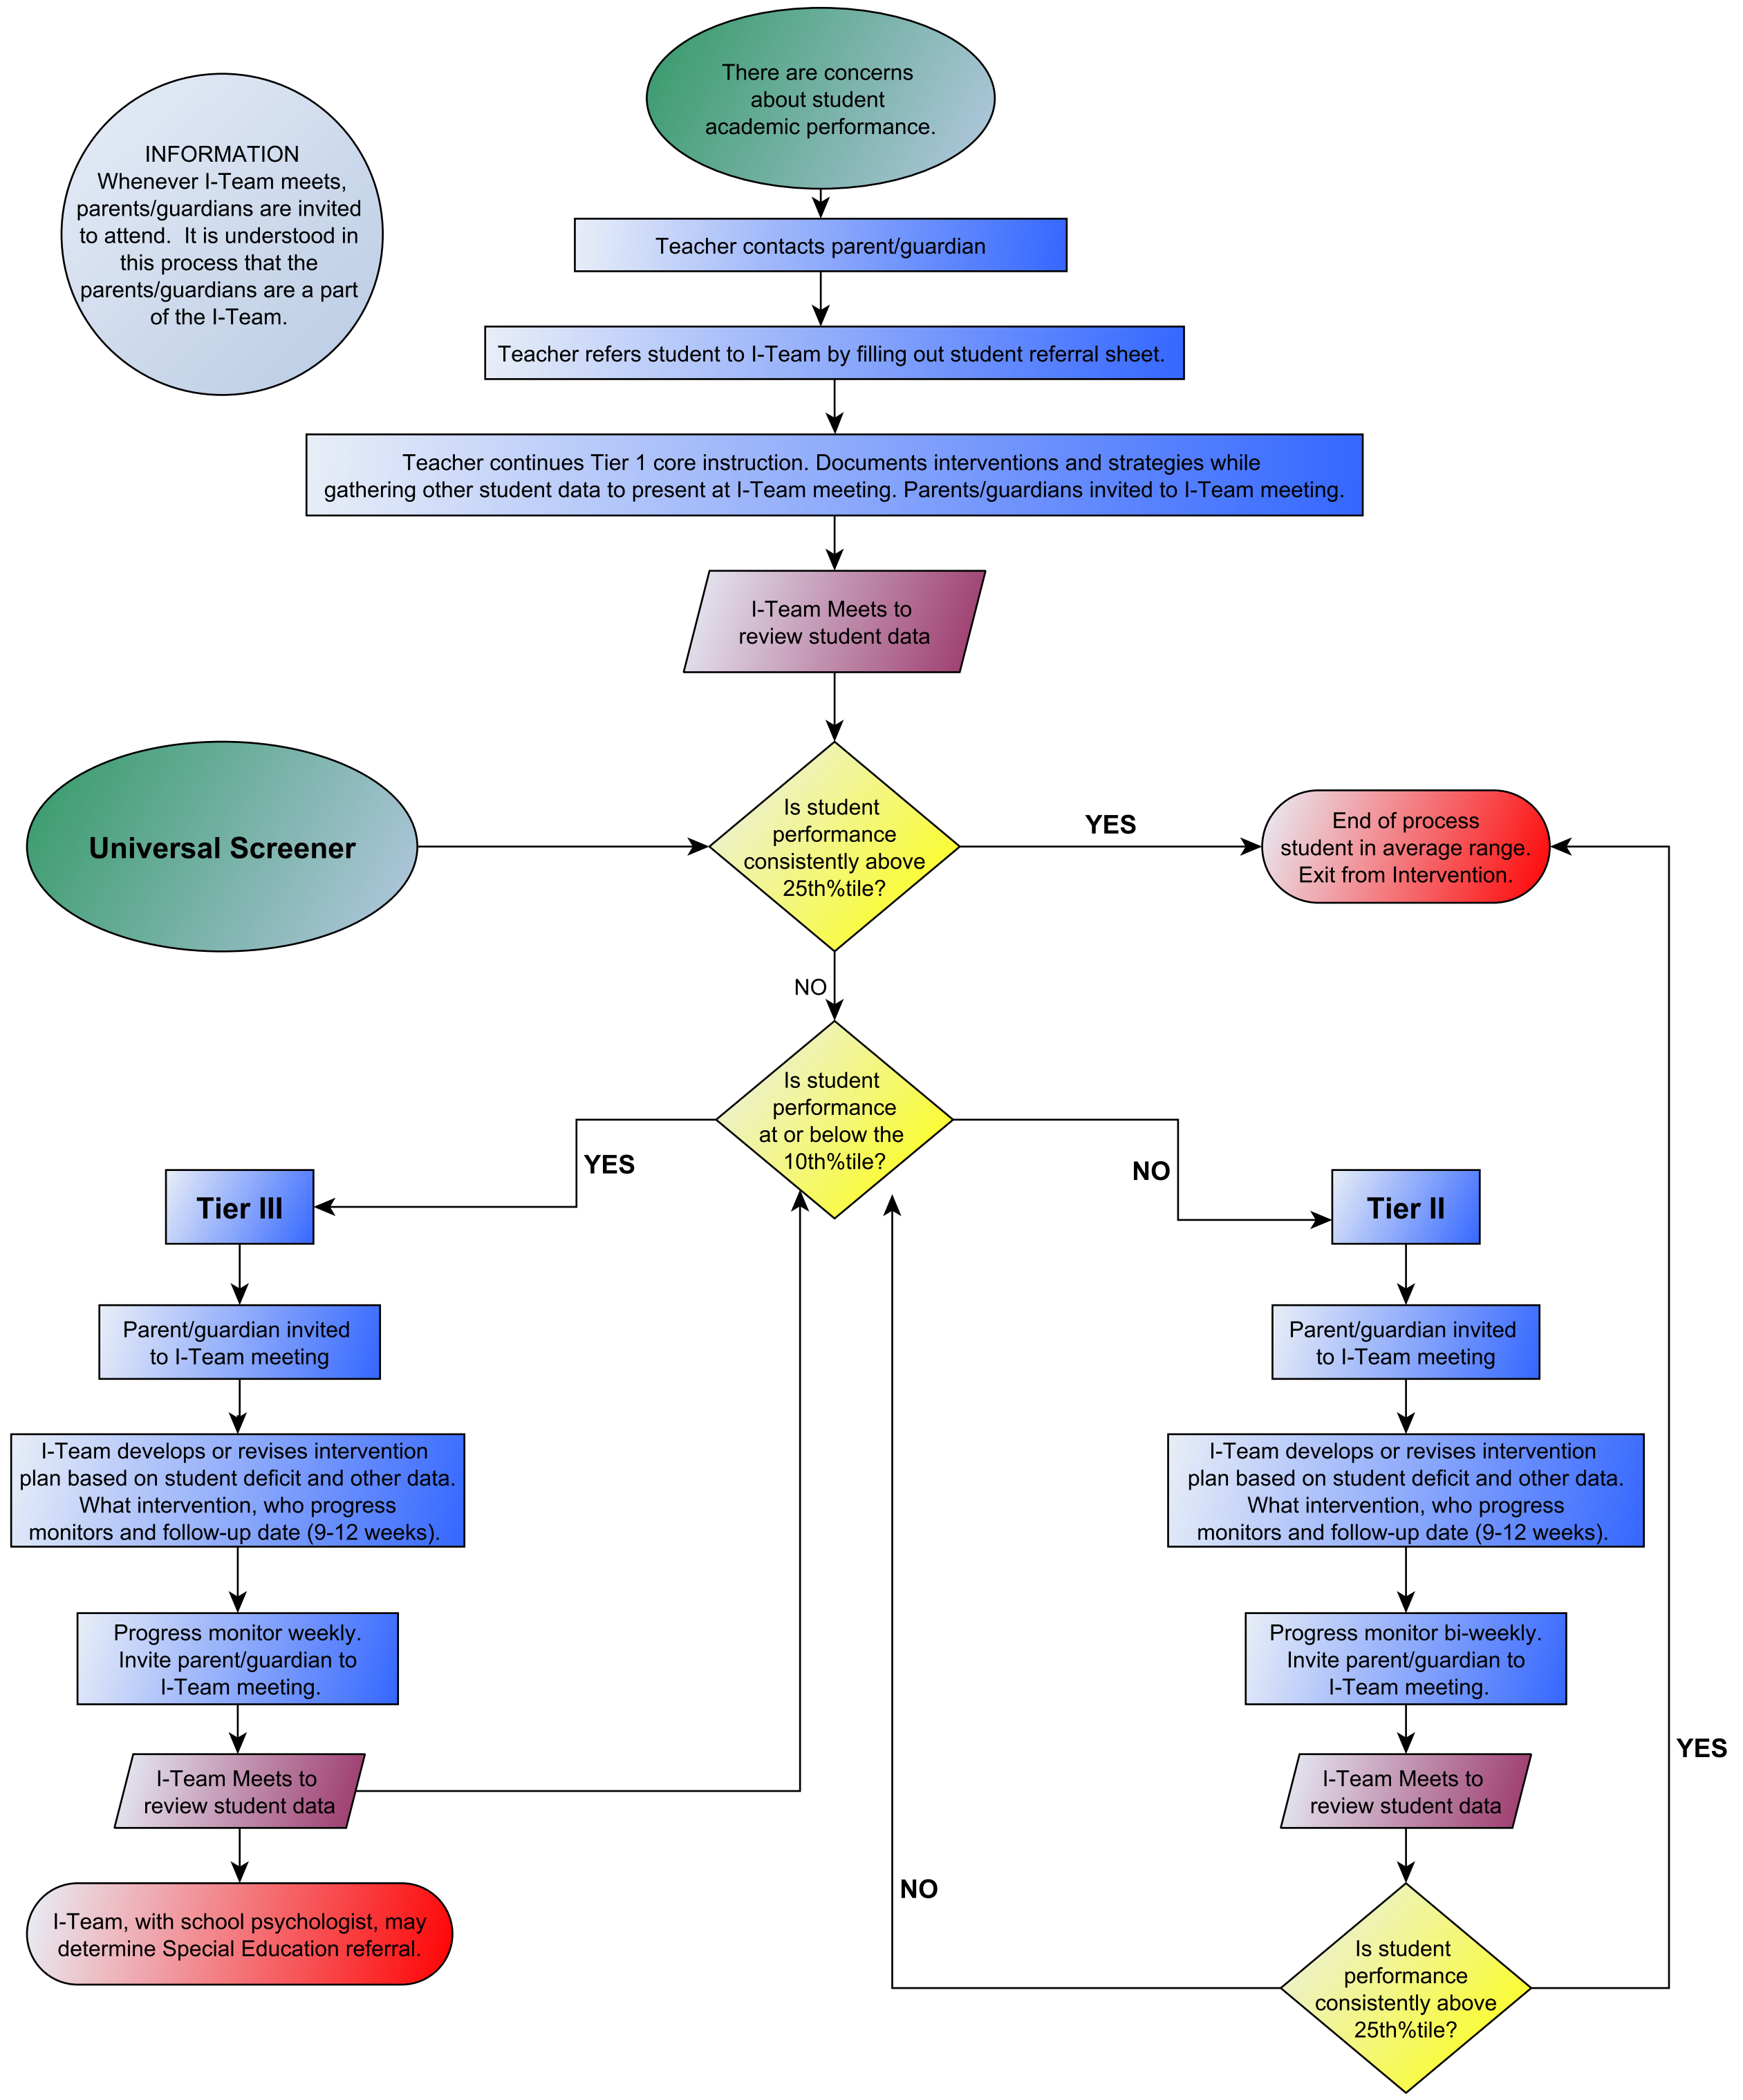 There are concerns
about student
academic performance.
INFORMATION
Whenever I-Team meets,
parents/guardians are invited
to attend.  It is understood in
this process that the
parents/guardians are a part
of the I-Team.
Teacher contacts parent/guardian
Teacher refers student to I-Team by filling out student referral sheet.
Teacher continues Tier 1 core instruction. Documents interventions and strategies while
gathering other student data to present at I-Team meeting. Parents/guardians invited to I-Team meeting.
I-Team Meets to
review student data
Universal Screener
Is student
performance
consistently above
25th%tile?
YES
End of process
student in average range.
Exit from Intervention.
NO
Is student
performance
at or below the
10th%tile?
YES
NO
Tier III
Parent/guardian invited
to I-Team meeting
I-Team develops or revises intervention
plan based on student deficit and other data.
What intervention, who progress
monitors and follow-up date (9-12 weeks).
Progress monitor weekly.
Invite parent/guardian to
I-Team meeting.
I-Team Meets to
review student data
I-Team, with school psychologist, may
determine Special Education referral.
Tier II
Parent/guardian invited
to I-Team meeting
I-Team develops or revises intervention
plan based on student deficit and other data.
What intervention, who progress
monitors and follow-up date (9-12 weeks).
Progress monitor bi-weekly.
Invite parent/guardian to
I-Team meeting.
I-Team Meets to
review student data
Is student
performance
consistently above
25th%tile?
NO
YES